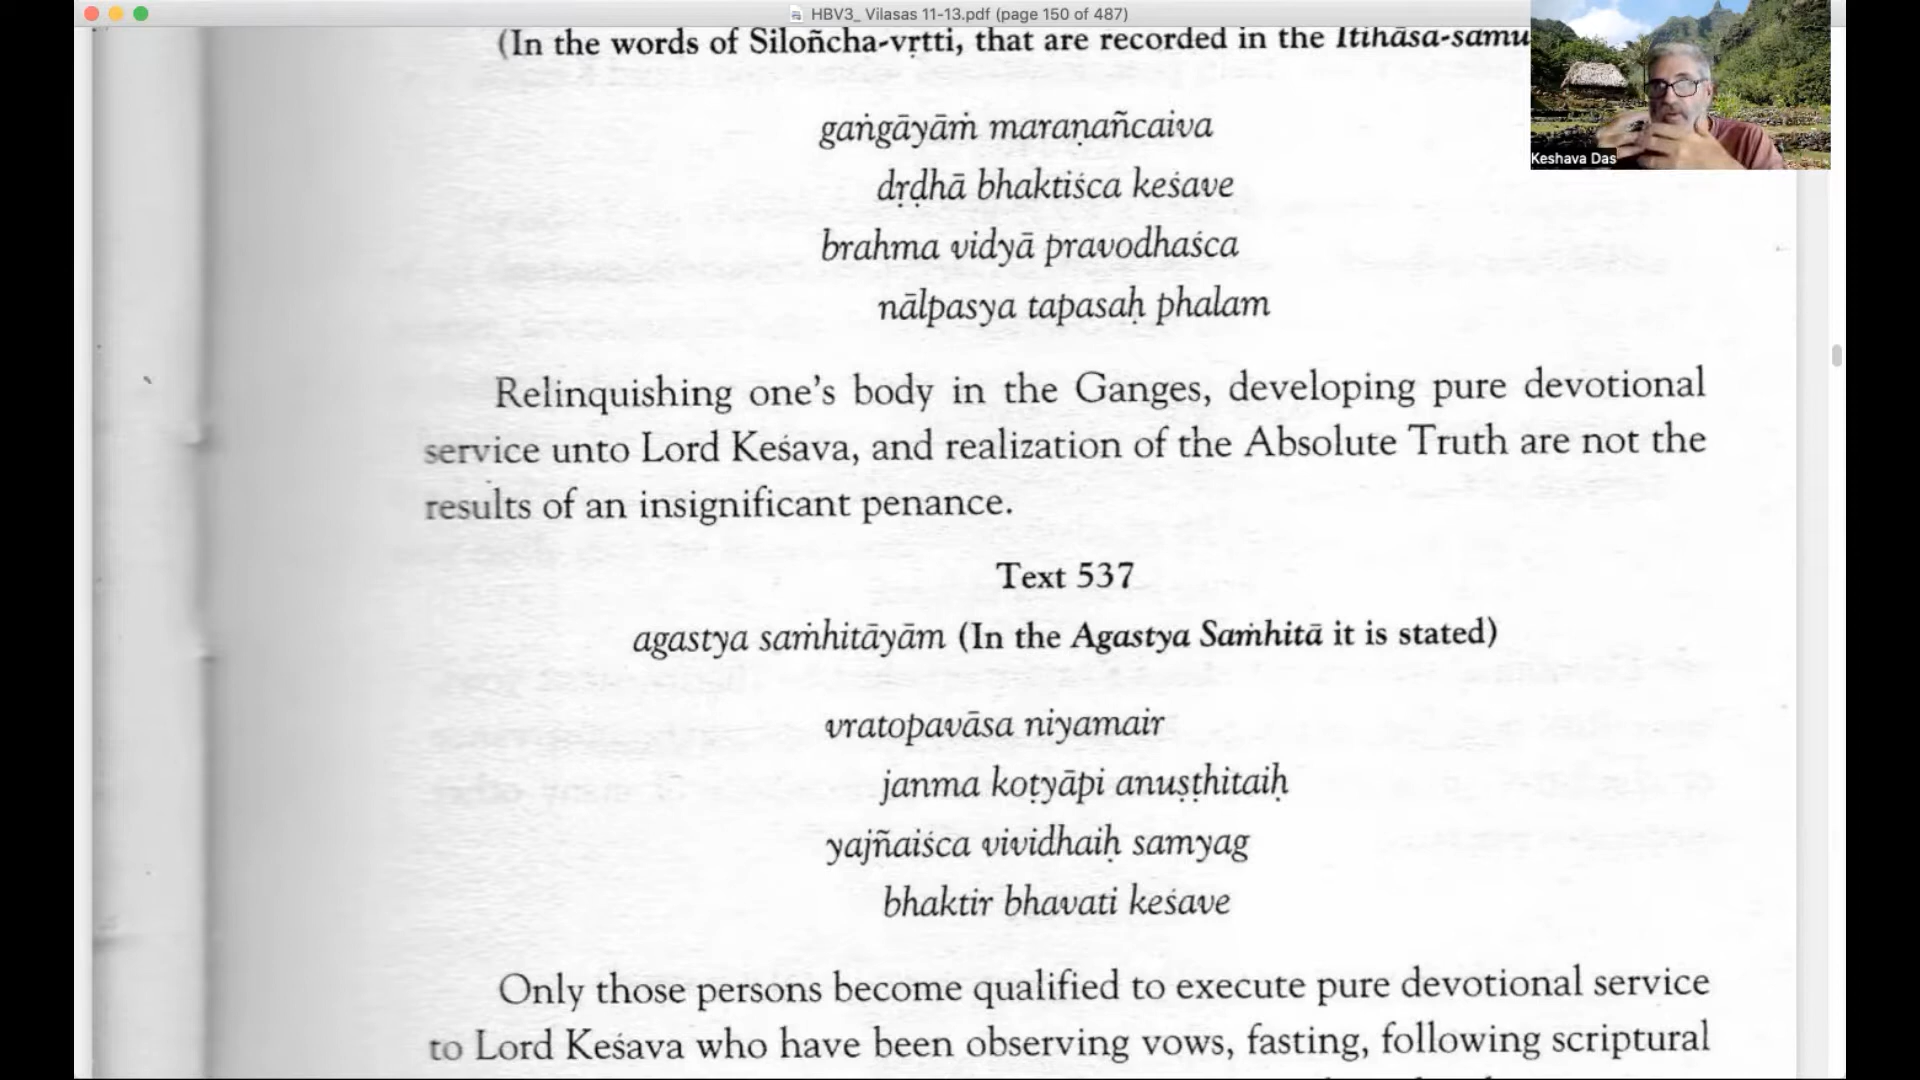 HBV3_ Vilasas 11-13.pdf (page 150 of 487)
(In the words of Siloñcha-vṛtti, that are recorded in the Itihāsa-samu
Keshava Das
gaṅgāyāṁ maraṇañcaiva
dṛḍhā bhaktiśca keśave
brahma vidyā pravodhaśca
nālpasya tapasaḥ phalam
Relinquishing one's body in the Ganges, developing pure devotional
service unto Lord Keśava, and realization of the Absolute Truth are not the
results of an insignificant penance.
Text 537
agastya saṁhitāyām (In the Agastya Saṁhitā it is stated)
vratopavāsa niyamair
janma koṭyāpi anuṣṭhitaiḥ
yajñaiśca vividhaiḥ samyag
bhaktir bhavati keśave
Only those persons become qualified to execute pure devotional service
to Lord Keśava who have been observing vows, fasting, following scriptural